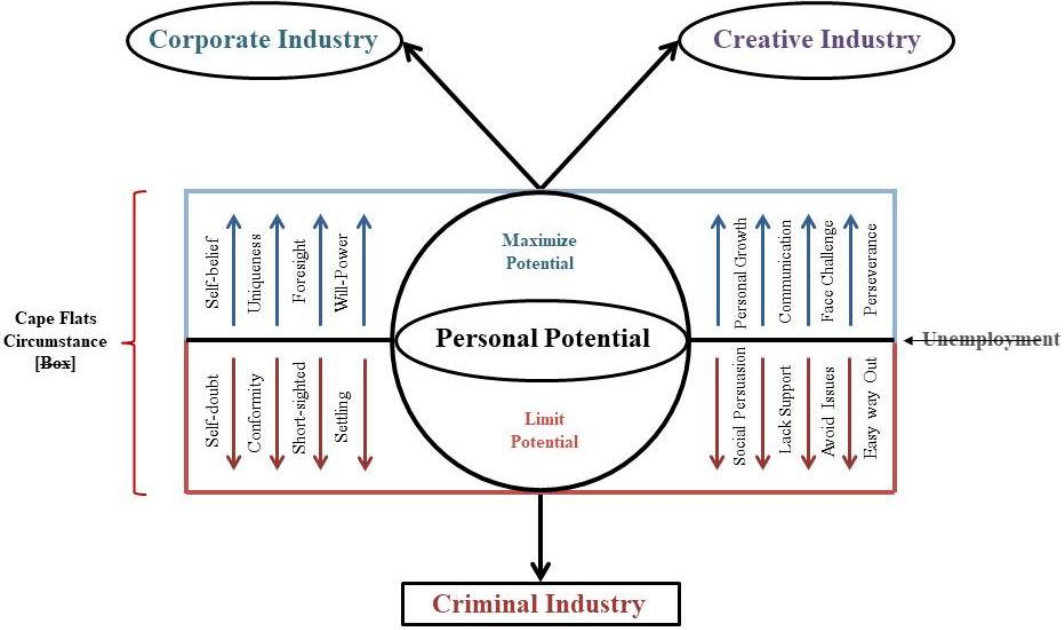 Corporate Industry
Creative Industry
Self-belief
Uniqueness
Foresight
Will-Power
Maximize
Potential
Personal Growth
Communication
Face Challenge
Perseverance
Cape Flats
Circumstance
[Box]
Personal Potential
Unemployment
Self-doubt
Conformity
Short-sighted
Settling
Limit
Potential
Social Persuasion
Lack Support
Avoid Issues
Easy way Out
Criminal Industry